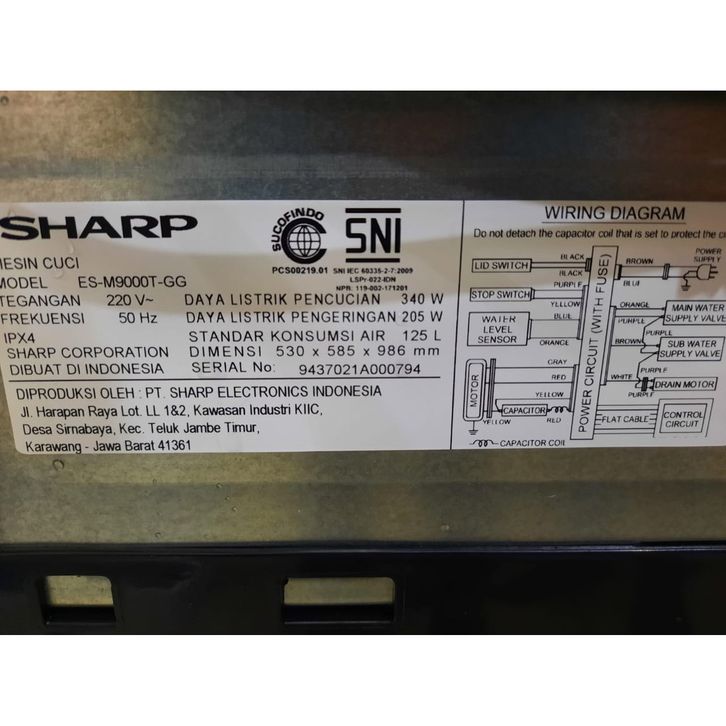 SHARP
SUCOFINDO
PCS00219.01
SNI
SNI IEC 60335-2-7:2009
LSPr-022-IDN
NPB: 119-002-171201
ESIN CUCI
MODEL ES-M9000T-GG
TEGANGAN 220 V~ DAYA LISTRIK PENCUCIAN 340 W
FREKUENSI 50 Hz DAYA LISTRIK PENGERINGAN 205 W
IPX4 STANDAR KONSUMSI AIR 125 L
SHARP CORPORATION DIMENSI 530 x 585 x 986 mm
DIBUAT DI INDONESIA SERIAL No: 9437021A000794
DIPRODUKSI OLEH : PT. SHARP ELECTRONICS INDONESIA
Jl. Harapan Raya Lot. LL 1&2, Kawasan Industri KIIC,
Desa Sirnabaya, Kec. Teluk Jambe Timur,
Karawang - Jawa Barat 41361
WIRING DIAGRAM
Do not detach the capacitor coil that is set to protect the
LID SWITCH
BLACK
BLACK
STOP SWITCH
PURPLE
YELLOW
WATER
LEVEL
SENSOR
BLUE
ORANGE
MOTOR
GRAY
RED
YELLOW
CAPACITOR
YELLOW
RED
CAPACITOR COIL
POWER CIRCUIT (WITH FUSE)
BROWN
BLUE
POWER
SUPPLY
ORANGE
PURPLE
MAIN WATER
SUPPLY VALVE
PURPLE
BROWN
SUB WATER
SUPPLY VALVE
PURPLE
WHITE
DRAIN MOTOR
PURPLE
FLAT CABLE
CONTROL
CIRCUIT